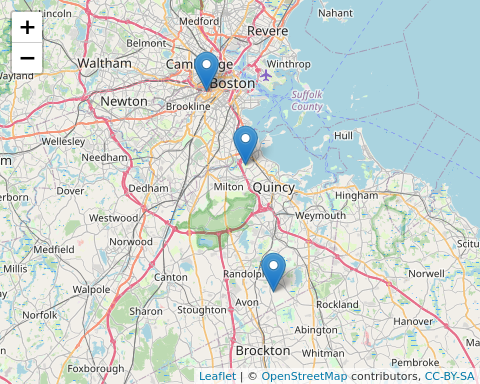 Nahant
Lincoln
Medford
Revere
Belmont
Waltham
Cambridge
Winthrop
Wayland
Boston
Suffolk
County
Newton
Brookline
Hull
Wellesley
Needham
Milton
Quincy
Dover
Dedham
Hingham
Westwood
Weymouth
Norwood
Medfield
Millis
Canton
Randolph
Norwell
Walpole
Avon
Stoughton
Rockland
Norfolk
Sharon
Abington
Hanover
Brockton
Whitman
Foxborough
Pembroke
+
−
Leaflet | © OpenStreetMap contributors, CC-BY-SA